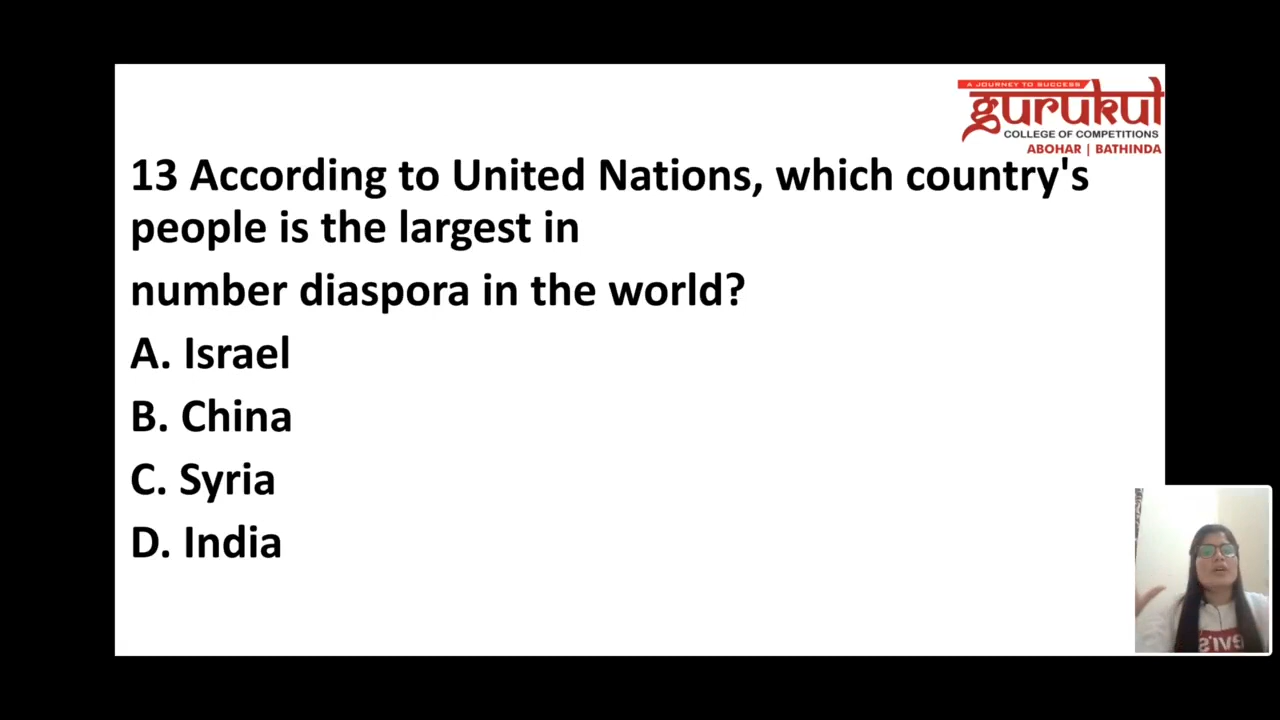 A JOURNEY TO SUCCESS
gurukul
COLLEGE OF COMPETITIONS
ABOHAR | BATHINDA
13 According to United Nations, which country's
people is the largest in
number diaspora in the world?
A. Israel
B. China
C. Syria
D. India